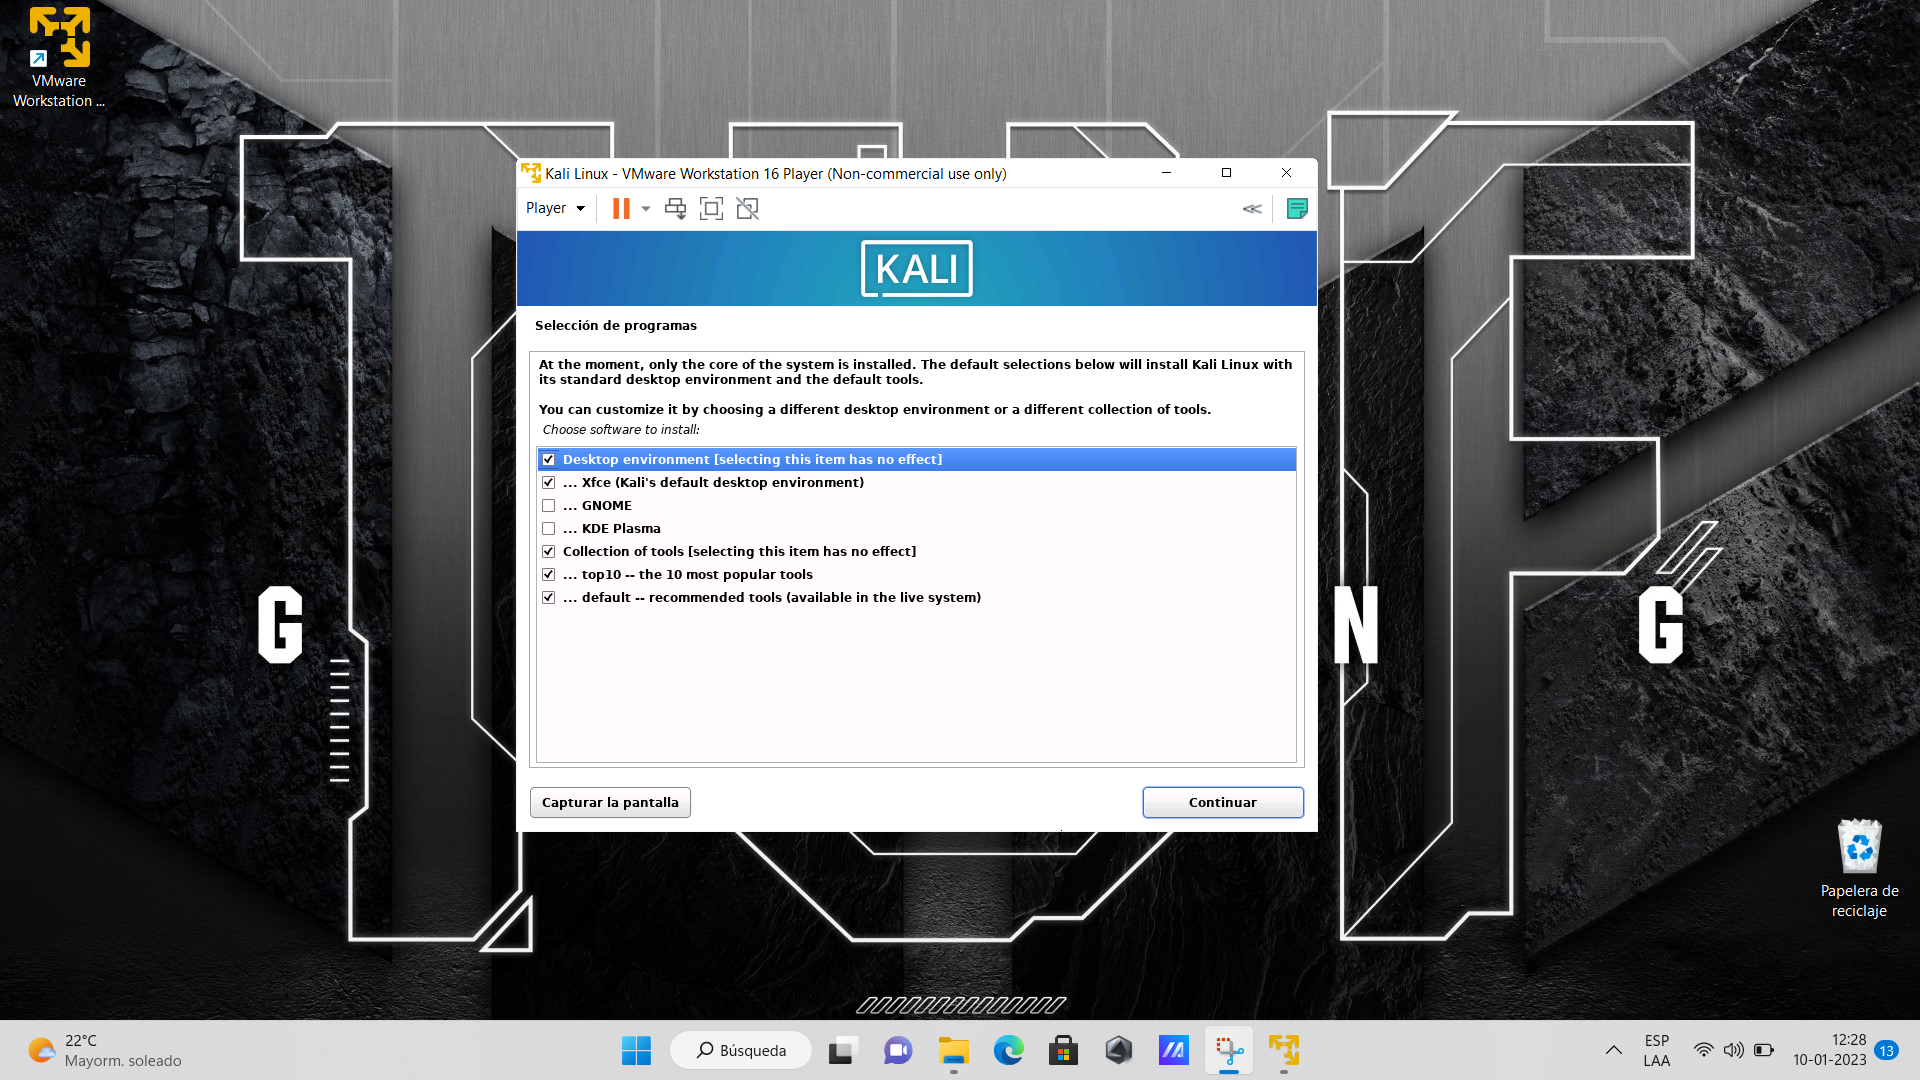 VMware
Workstation ...
Kali Linux - VMware Workstation 16 Player (Non-commercial use only)
Player
KALI
Selección de programas
At the moment, only the core of the system is installed. The default selections below will install Kali Linux with
its standard desktop environment and the default tools.
You can customize it by choosing a different desktop environment or a different collection of tools.
Choose software to install:
Desktop environment [selecting this item has no effect]
... Xfce (Kali's default desktop environment)
... GNOME
... KDE Plasma
Collection of tools [selecting this item has no effect]
... top10 -- the 10 most popular tools
... default -- recommended tools (available in the live system)
Capturar la pantalla
Continuar
G
N
G
Papelera de
reciclaje
22°C
Mayorm. soleado
Búsqueda
ESP
LAA
12:28
10-01-2023
13